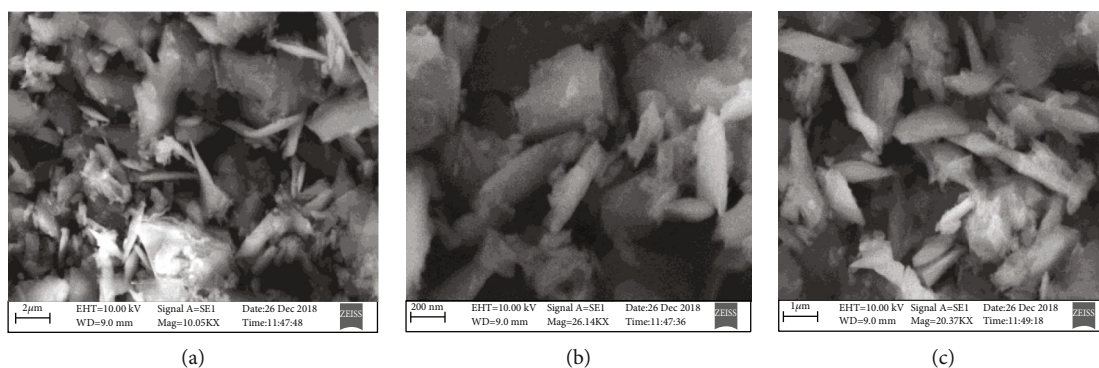 2μm
EHT=10.00 kV Signal A=SE1 Date:26 Dec 2018
WD=9.0 mm Mag=10.05KX Time:11:47:48
ZEISS
200 nm
EHT=10.00 kV Signal A=SE1 Date:26 Dec 2018
WD=9.0 mm Mag=26.14KX Time:11:47:36
ZEISS
1μm
EHT=10.00 kV Signal A=SE1 Date:26 Dec 2018
WD=9.0 mm Mag=20.37KX Time:11:49:18
ZEISS
(a)
(b)
(c)